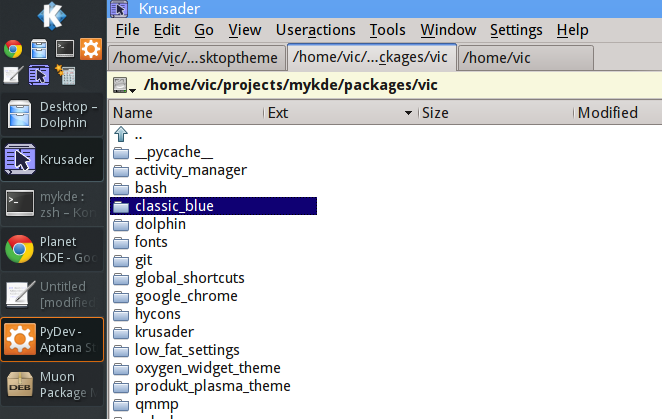 Krusader
File Edit Go View Useractions Tools Window Settings Help
/home/vic/...sktoptheme /home/vic/...ckages/vic /home/vic
/home/vic/projects/mykde/packages/vic
Name Ext Size Modified
..
__pycache__
activity_manager
bash
classic_blue
dolphin
fonts
git
global_shortcuts
google_chrome
hycons
krusader
low_fat_settings
oxygen_widget_theme
produkt_plasma_theme
qmmp
Desktop –
Dolphin
Krusader
mykde :
zsh – Kon
Planet
KDE - Goo
Untitled
[modified
PyDev -
Aptana St
Muon
Package M
DEB